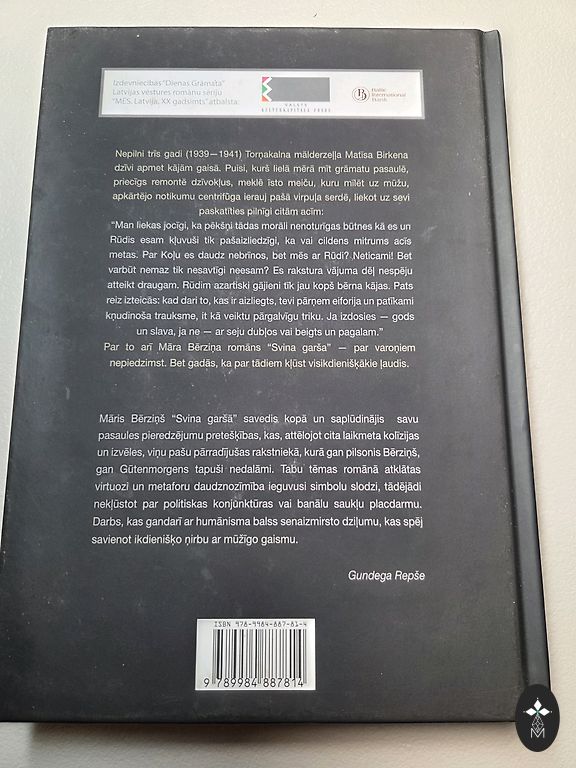 Izdevniecības "Dienas Grāmata"
Latvijas vēstures romānu sēriju
"MĒS. Latvija, XX gadsimts" atbalsta:
VALSTS
KULTŪRKAPITĀLA FONDS
Baltic
International
Bank
Nepilni trīs gadi (1939—1941) Torņakalna mālderzeļļa Matīsa Birkena
dzīvi apmet kājām gaisā. Puisi, kurš lielā mērā mīt grāmatu pasaulē,
priecīgs remontē dzīvokļus, meklē īsto meiču, kuru mīlēt uz mūžu,
apkārtējo notikumu centrifūga ierauj pašā virpuļa serdē, liekot uz sevi
paskatīties pilnīgi citām acīm:
"Man liekas jocīgi, ka pēkšņi tādas morāli nenoturīgas būtnes kā es un
Rūdis esam kļuvuši tik pašaizliedzīgi, ka vai cildens mitrums acīs
metas. Par Koļu es daudz nebrīnos, bet mēs ar Rūdi? Neticami! Bet
varbūt nemaz tik nesavtīgi neesam? Es rakstura vājuma dēļ nespēju
atteikt draugam. Rūdim azartiski gājieni tīk jau kopš bērna kājas. Pats
reiz izteicās: kad dari to, kas ir aizliegts, tevi pārņem eiforija un patīkami
kņudinoša trauksme, it kā veiktu pārgalvīgu triku. Ja izdosies — gods
un slava, ja ne — ar seju dubļos vai beigts un pagalam."
Par to arī Māra Bērziņa romāns "Svina garša" — par varoņiem
nepiedzimst. Bet gadās, ka par tādiem kļūst visikdienišķākie ļaudis.
Māris Bērziņš "Svina garšā" savedis kopā un saplūdinājis savu
pasaules pieredzējumu pretešķības, kas, attēlojot cita laikmeta kolīzijas
un izvēles, viņu pašu pārradījušas rakstniekā, kurā gan pilsonis Bērziņš,
gan Gūtenmorgens tapuši nedalāmi. Tabu tēmas romānā atklātas
virtuozi un metaforu daudznozīmība ieguvusi simbolu slodzi, tādējādi
nekļūstot par politiskas konjunktūras vai banālu saukļu placdarmu.
Darbs, kas gandarī ar humānisma balss senaizmirsto dziļumu, kas spēj
savienot ikdienišķo ņirbu ar mūžīgo gaismu.
Gundega Repše
ISBN 978-9984-887-81-4
9 789984 887814
M